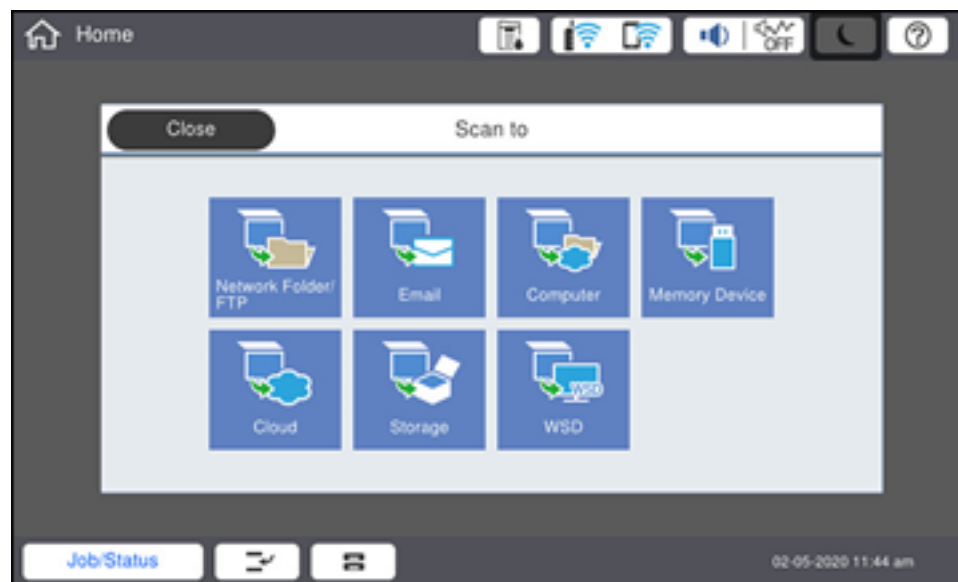 Home
OFF
Close
Scan to
Network Folder/
FTP
Email
Computer
Memory Device
Cloud
Storage
WSD
WSD
Job/Status
02-05-2020 11:44 am